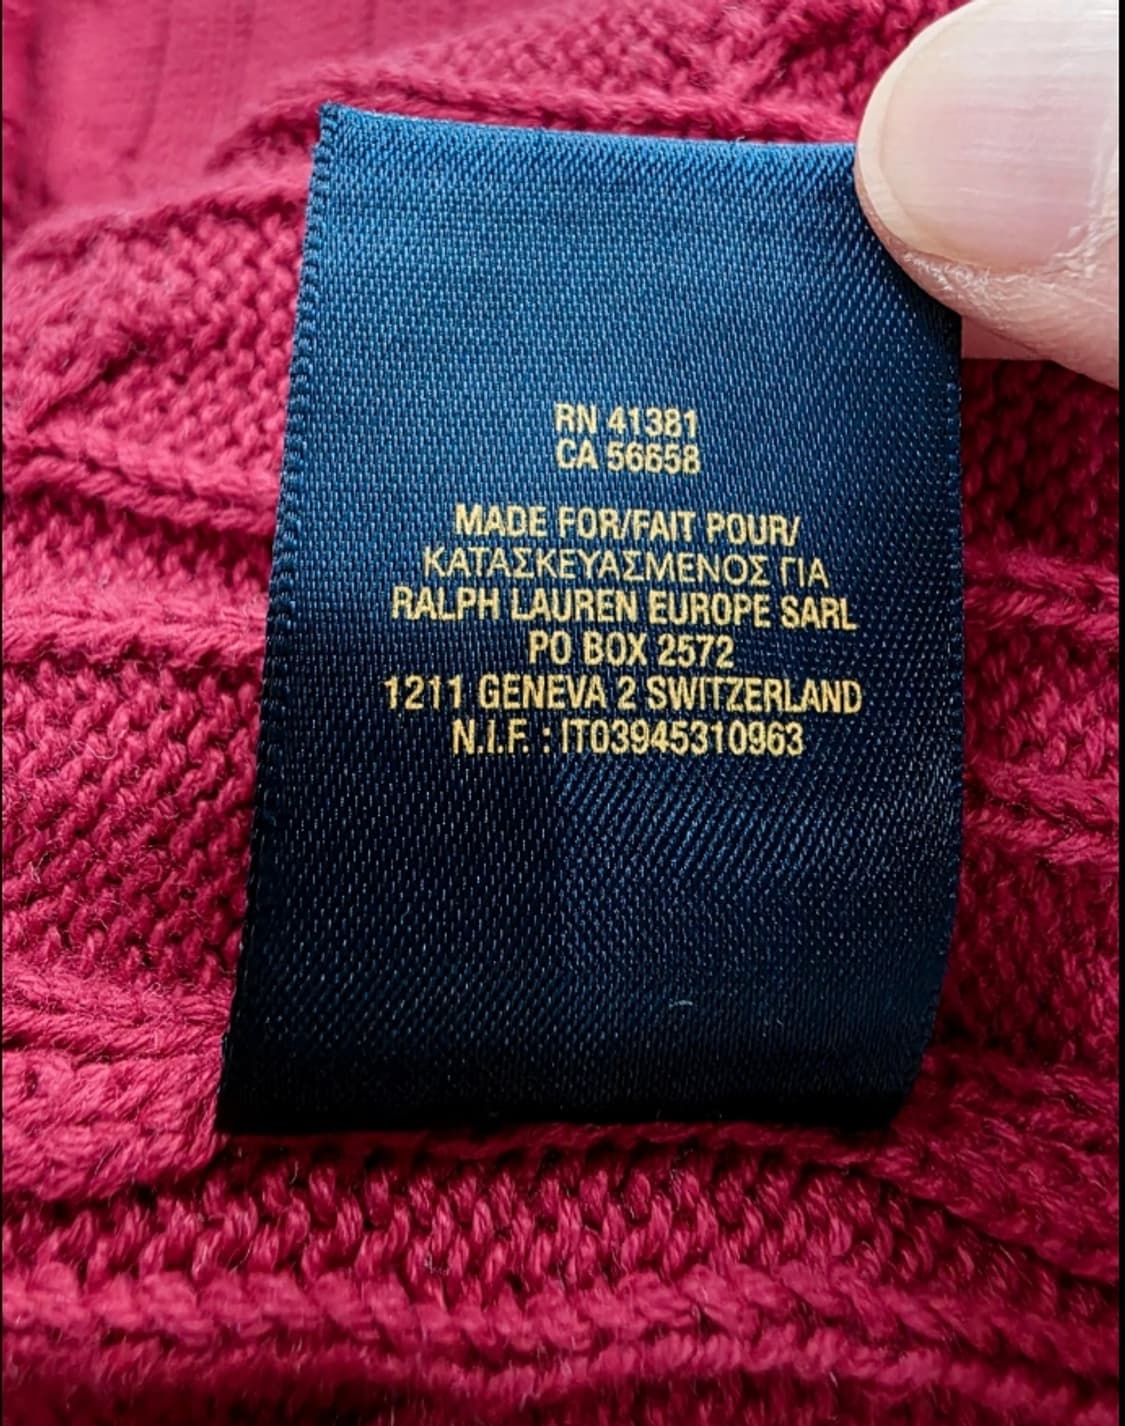 RN 41381
CA 56658
MADE FOR/FAIT POUR/
ΚΑΤΑΣΚΕΥΑΣΜΕΝΟΣ ΓΙΑ
RALPH LAUREN EUROPE SARL
PO BOX 2572
1211 GENEVA 2 SWITZERLAND
N.I.F. : IT03945310963